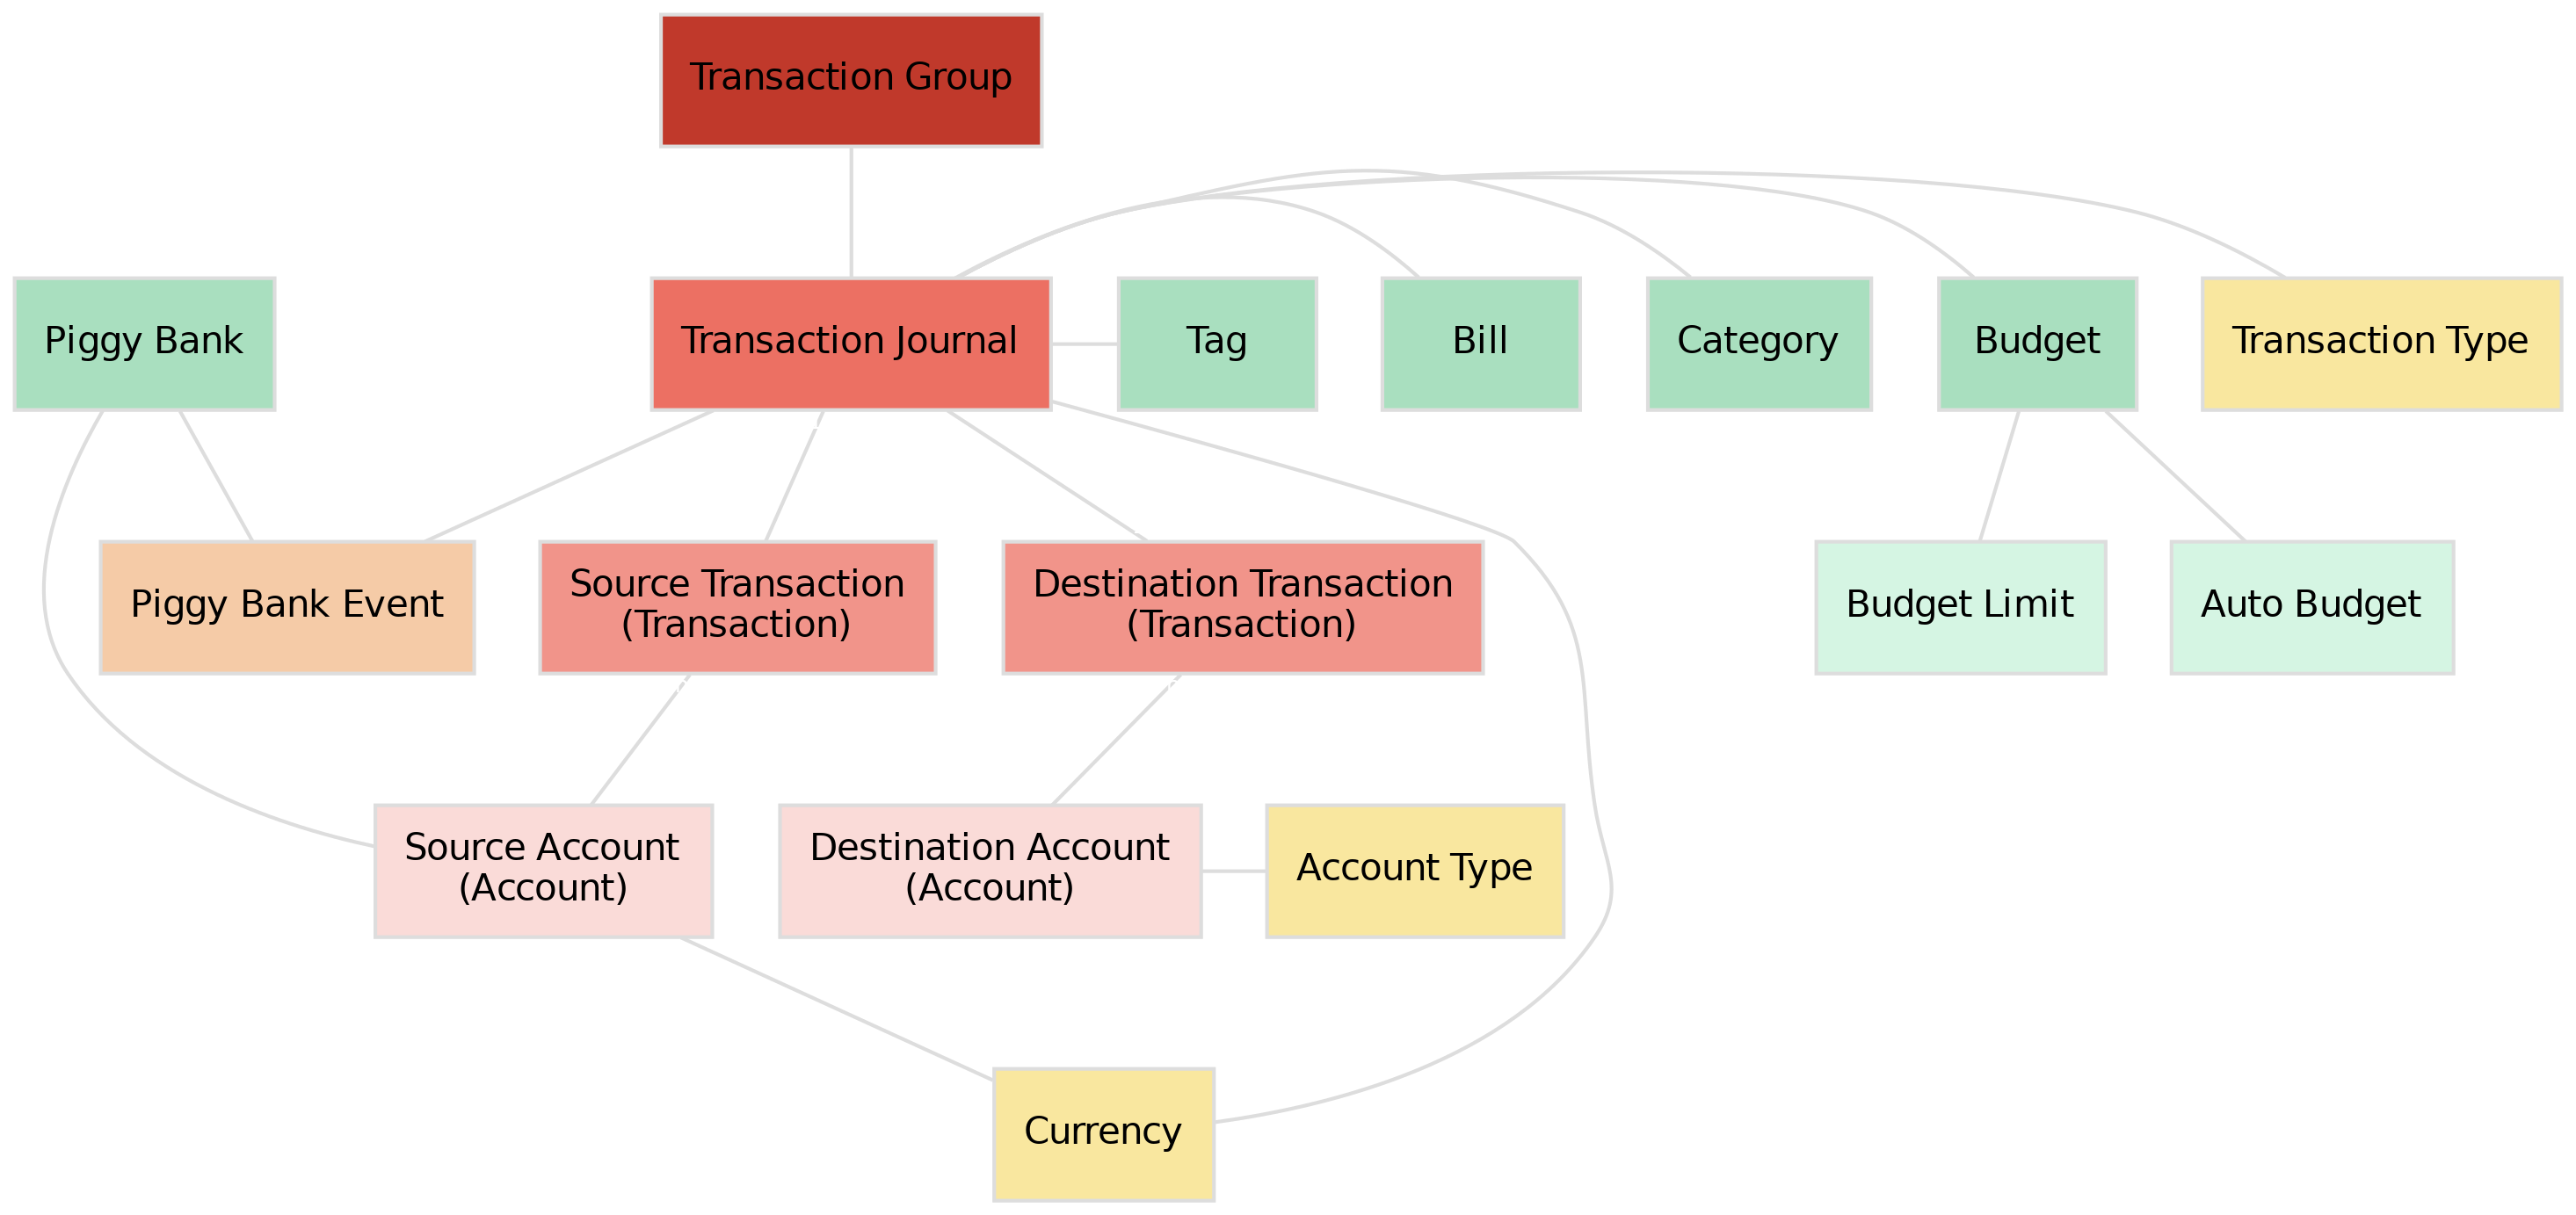 Transaction Group
Piggy Bank
Transaction Journal
Tag
Bill
Category
Budget
Transaction Type
Piggy Bank Event
Source Transaction
(Transaction)
Destination Transaction
(Transaction)
Budget Limit
Auto Budget
Source Account
(Account)
Destination Account
(Account)
Account Type
Currency